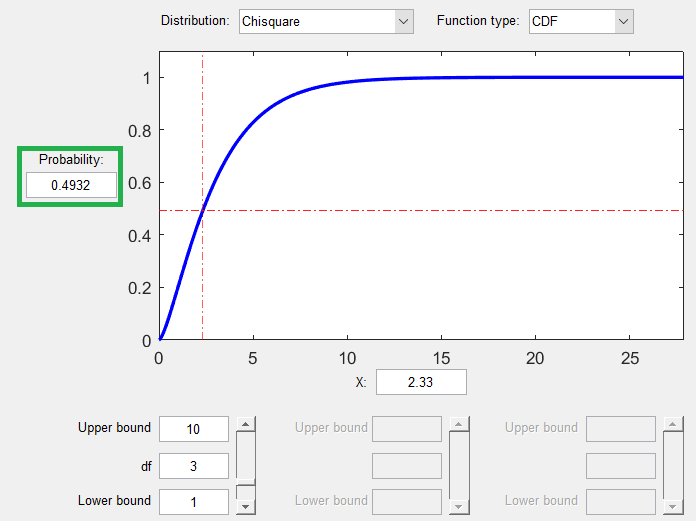 Distribution: Chisquare Function type: CDF
1
0.8
Probability:
0.4932
0.6
0.4
0.2
0
0 5 10 15 20 25
X: 2.33
Upper bound 10 Upper bound Upper bound
df 3
Lower bound 1 Lower bound Lower bound